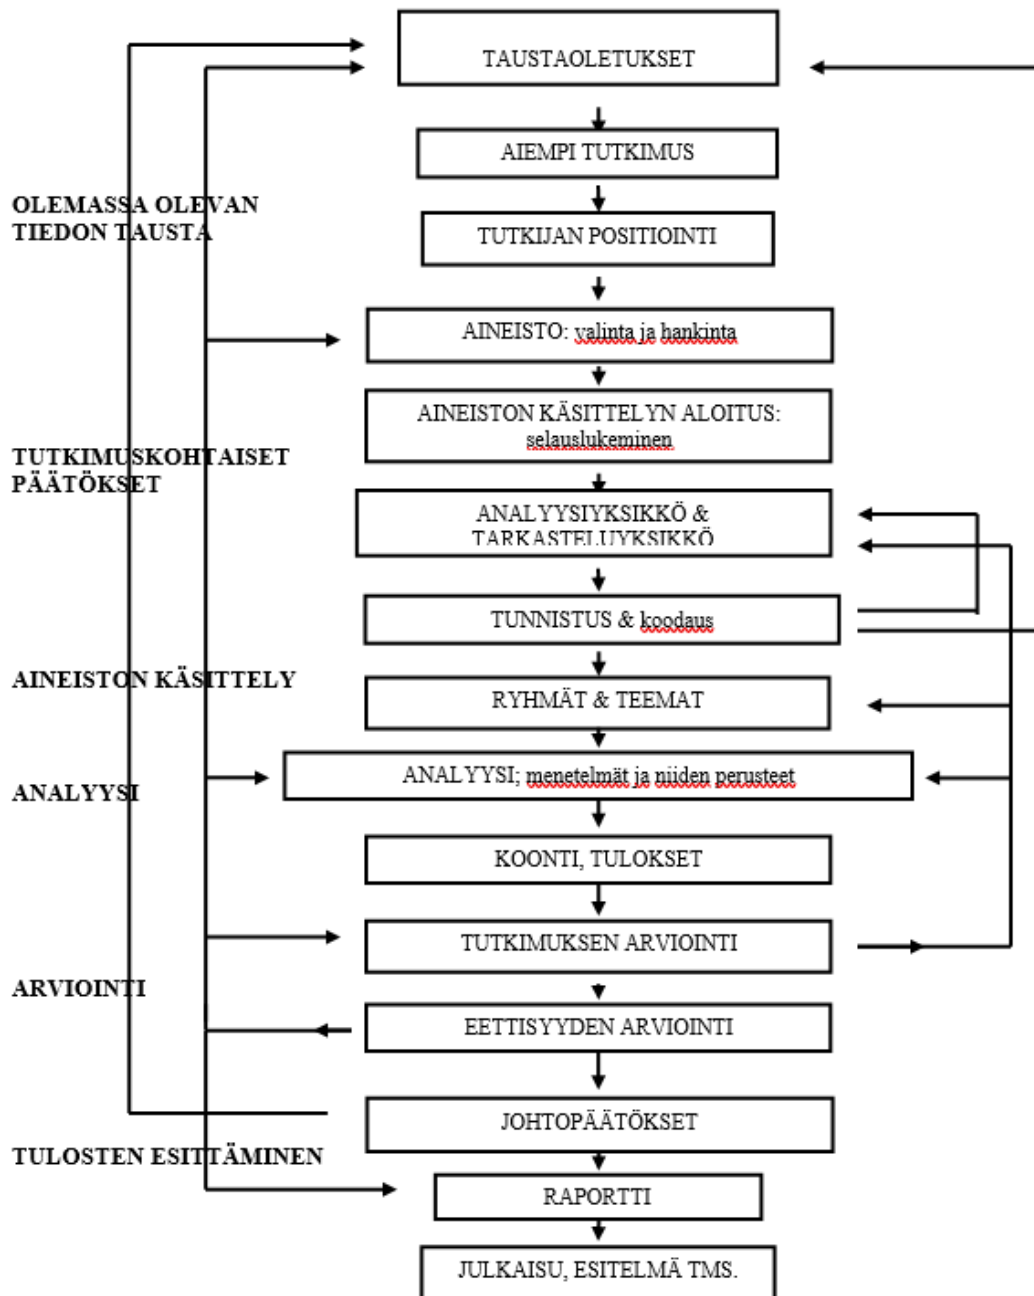 TAUSTAOLETUKSET
AIEMPI TUTKIMUS
OLEMASSA OLEVAN
TIEDON TAUSTA
TUTKIJAN POSITIOINTI
AINEISTO: valinta ja hankinta
AINEISTON KÄSITTELYN ALOITUS:
selauslukeminen
TUTKIMUSKOHTAISET
PÄÄTÖKSET
ANALYYSIYKSIKKÖ &
TARKASTELUYKSIKKÖ
TUNNISTUS & koodaus
AINEISTON KÄSITTELY
RYHMÄT & TEEMAT
ANALYYSI; menetelmät ja niiden perusteet
ANALYYSI
KOONTI, TULOKSET
TUTKIMUKSEN ARVIOINTI
ARVIOINTI
EETTISYYDEN ARVIOINTI
JOHTOPÄÄTÖKSET
TULOSTEN ESITTÄMINEN
RAPORTTI
JULKAISU, ESITELMÄ TMS.